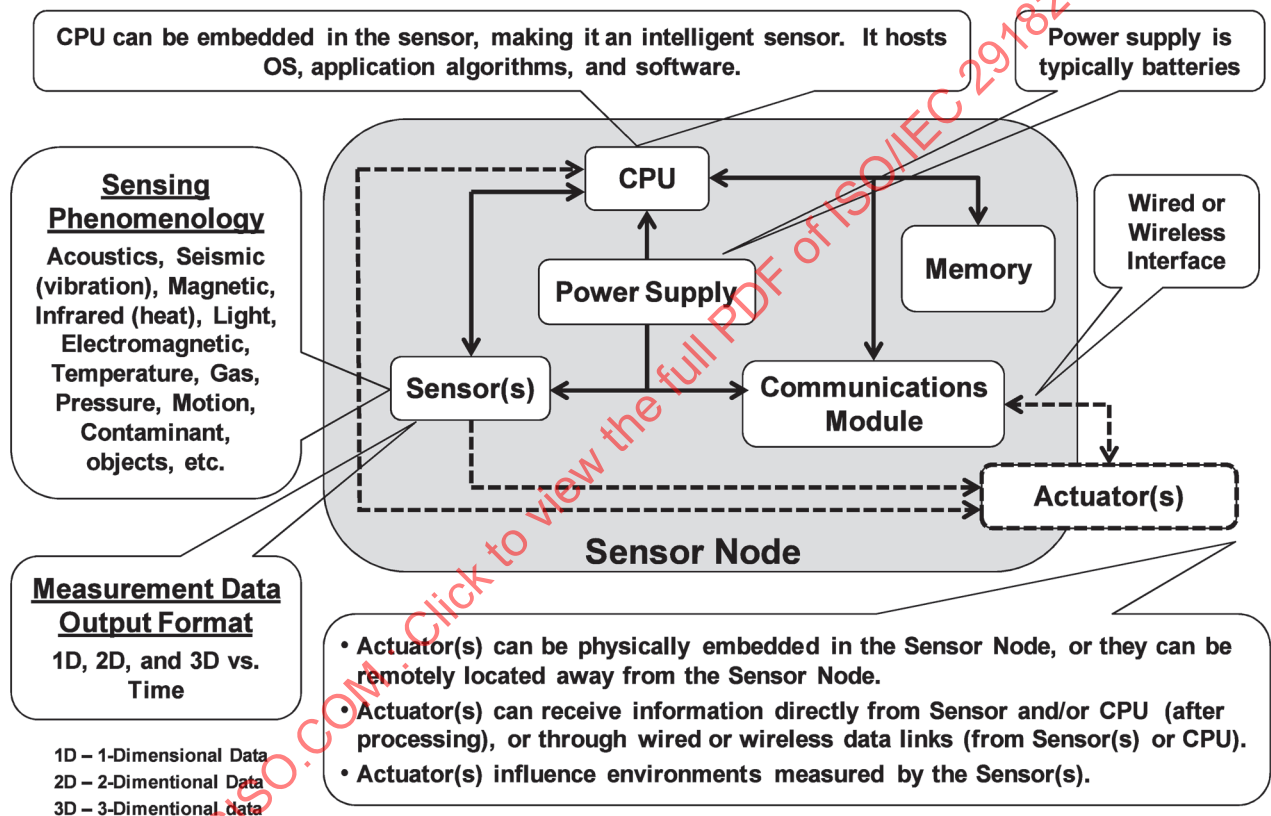 CPU can be embedded in the sensor, making it an intelligent sensor. It hosts
OS, application algorithms, and software.
Power supply is
typically batteries
Sensing
Phenomenology
Acoustics, Seismic
(vibration), Magnetic,
Infrared (heat), Light,
Electromagnetic,
Temperature, Gas,
Pressure, Motion,
Contaminant,
objects, etc.
CPU
Power Supply
Memory
Wired or
Wireless
Interface
Sensor(s)
Communications
Module
Actuator(s)
Sensor Node
Measurement Data
Output Format
1D, 2D, and 3D vs.
Time
1D – 1-Dimensional Data
2D – 2-Dimentional Data
3D – 3-Dimentional data
• Actuator(s) can be physically embedded in the Sensor Node, or they can be
remotely located away from the Sensor Node.
• Actuator(s) can receive information directly from Sensor and/or CPU (after
processing), or through wired or wireless data links (from Sensor(s) or CPU).
• Actuator(s) influence environments measured by the Sensor(s).
ISO.COM. Click to view the full PDF of ISO/IEC 29182